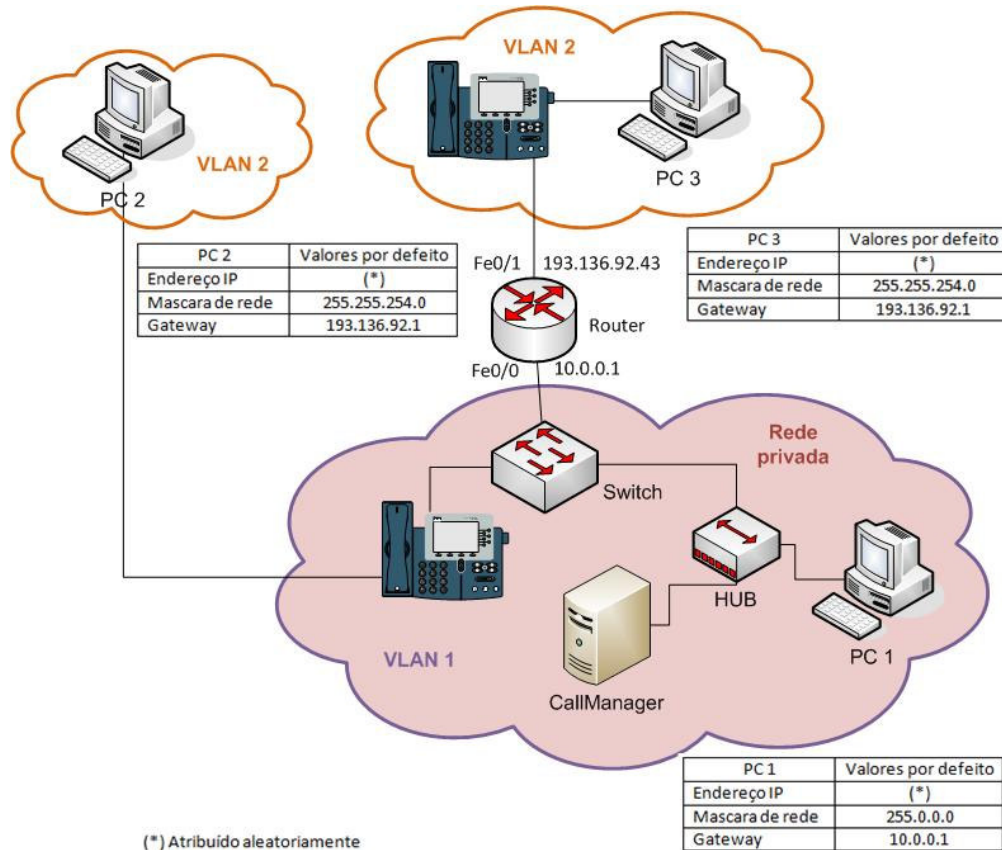 VLAN 2
VLAN 2
PC 2
PC 3
PC 2 Valores por defeito
Endereço IP (*)
Mascara de rede 255.255.254.0
Gateway 193.136.92.1
Fe0/1 193.136.92.43
Router
Fe0/0 10.0.0.1
PC 3 Valores por defeito
Endereço IP (*)
Mascara de rede 255.255.254.0
Gateway 193.136.92.1
Rede
privada
Switch
HUB
PC 1
VLAN 1
CallManager
PC 1 Valores por defeito
Endereço IP (*)
Mascara de rede 255.0.0.0
Gateway 10.0.0.1
(*) Atribuído aleatoriamente